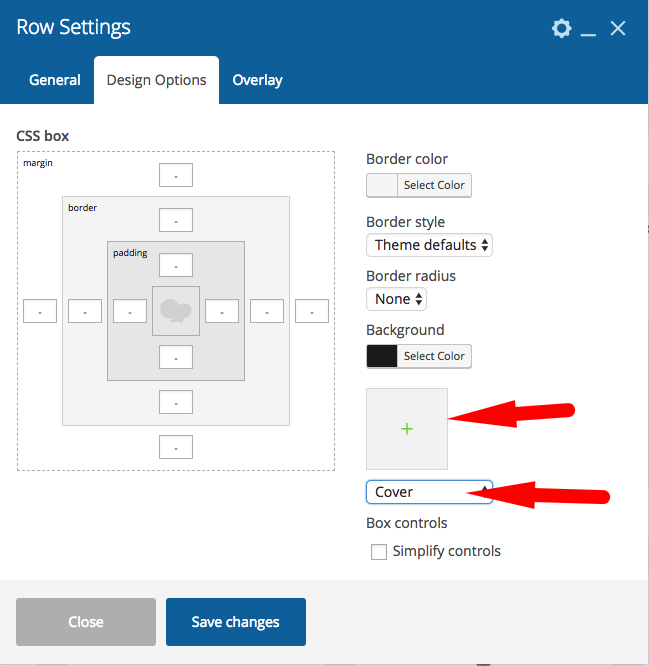 Row Settings
General
Design Options
Overlay
CSS box
margin
-
border
-
padding
-
- - - - - -
-
-
-
Border color
Select Color
Border style
Theme defaults
Border radius
None
Background
Select Color
+
Cover
Box controls
Simplify controls
Close
Save changes